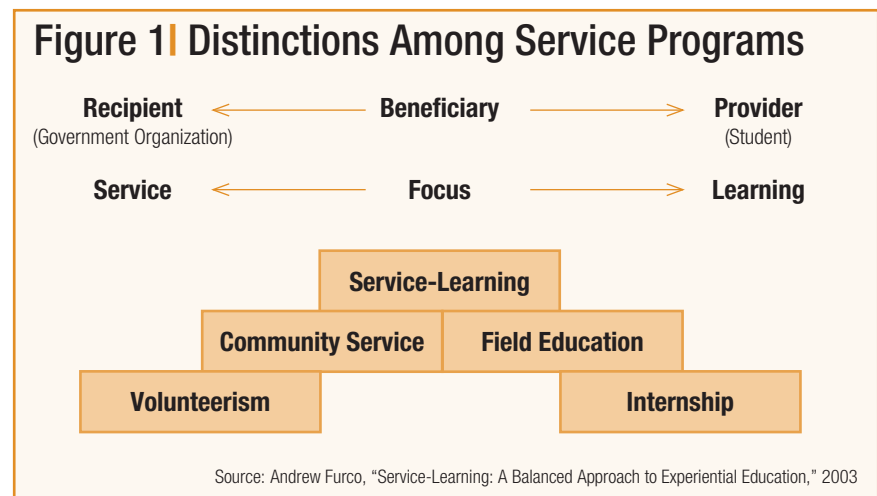 Figure 1| Distinctions Among Service Programs
Recipient Beneficiary Provider
(Government Organization) (Student)
Service Focus Learning
Service-Learning
Community Service Field Education
Volunteerism Internship
Source: Andrew Furco, “Service-Learning: A Balanced Approach to Experiential Education,” 2003